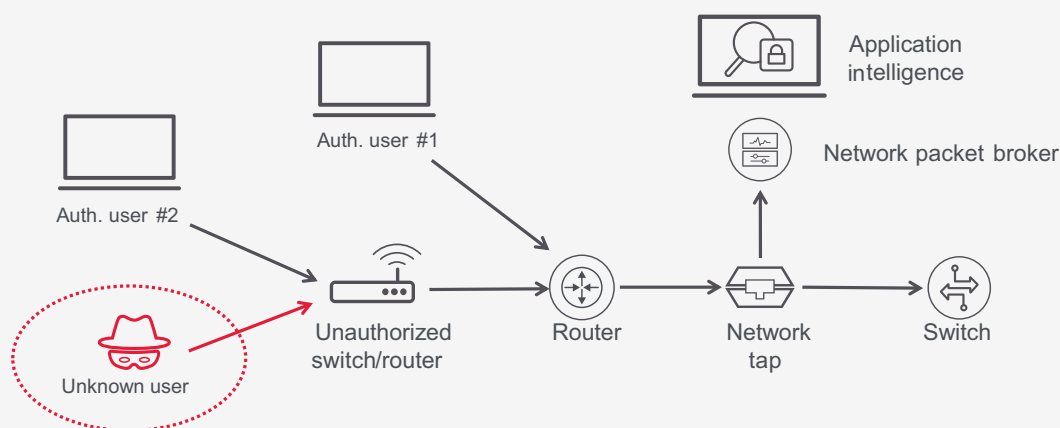 Application
intelligence
Auth. user #1
Network packet broker
Auth. user #2
Unauthorized
switch/router
Router
Network
tap
Switch
Unknown user